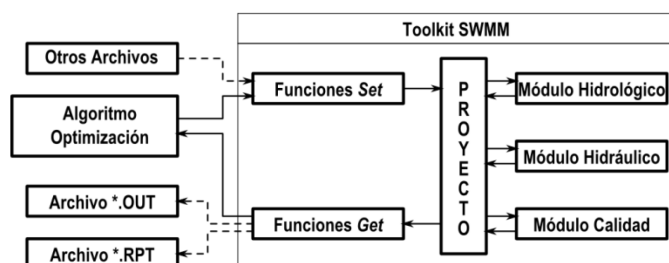 Toolkit SWMM
Otros Archivos
Algoritmo
Optimización
Archivo *.OUT
Archivo *.RPT
Funciones Set
Funciones Get
PROYECTO
Módulo Hidrológico
Módulo Hidráulico
Módulo Calidad